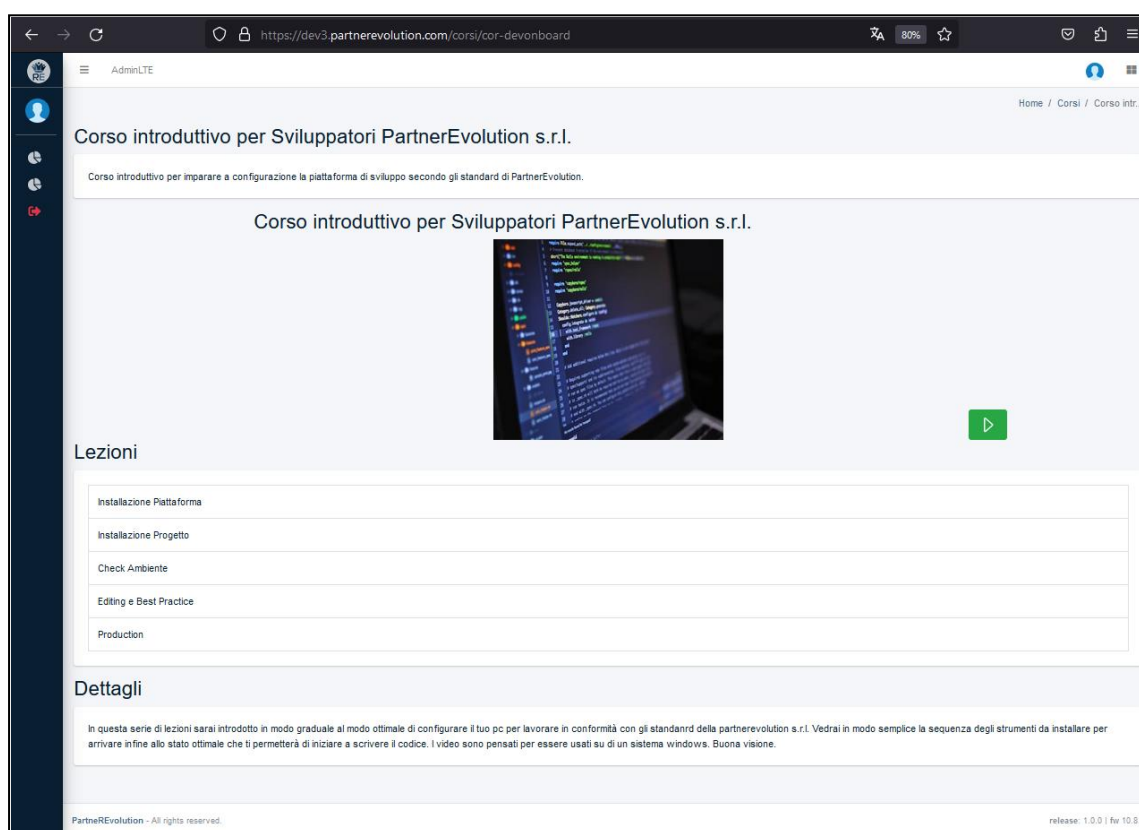 https://dev3.partnerevolution.com/corsi/cor-devonboard
80%
RE
AdminLTE
Home / Corsi / Corso intr.
Corso introduttivo per Sviluppatori PartnerEvolution s.r.l.
Corso introduttivo per imparare a configurazione la piattaforma di sviluppo secondo gli standard di PartnerEvolution.
Corso introduttivo per Sviluppatori PartnerEvolution s.r.l.
Lezioni
Installazione Piattaforma
Installazione Progetto
Check Ambiente
Editing e Best Practice
Production
Dettagli
In questa serie di lezioni sarai introdotto in modo graduale al modo ottimale di configurare il tuo pc per lavorare in conformità con gli standanrd della partnerevolution s.r.l. Vedrai in modo semplice la sequenza degli strumenti da installare per
arrivare infine allo stato ottimale che ti permetterà di iniziare a scrivere il codice. I video sono pensati per essere usati su di un sistema windows. Buona visione.
PartneREvolution - All rights reserved.
release: 1.0.0 | fw 10.8